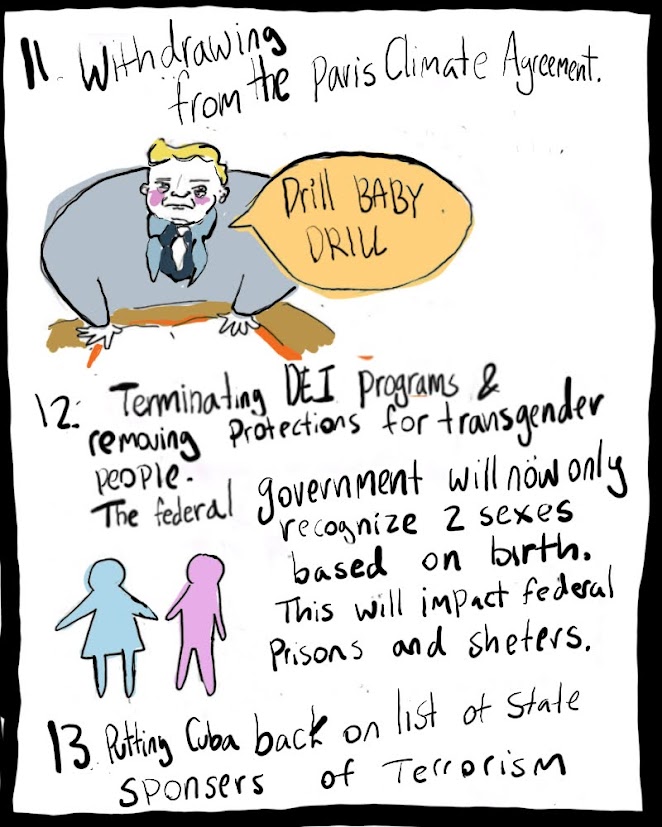 11. Withdrawing
from the Paris Climate Agreement.
Drill BABY
DRILL
12. Terminating DEI Programs &
removing Protections for transgender
people.
The federal government will now only
recognize 2 sexes
based on birth.
This will impact federal
Prisons and sheters.
13 Putting Cuba back on list of State
sponsers of Terrorism